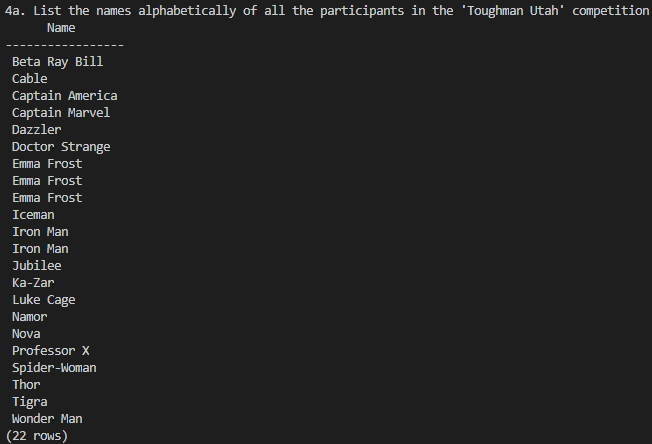 4a. List the names alphabetically of all the participants in the 'Toughman Utah' competition
Name
-----------------
Beta Ray Bill
Cable
Captain America
Captain Marvel
Dazzler
Doctor Strange
Emma Frost
Emma Frost
Emma Frost
Iceman
Iron Man
Iron Man
Jubilee
Ka-Zar
Luke Cage
Namor
Nova
Professor X
Spider-Woman
Thor
Tigra
Wonder Man
(22 rows)